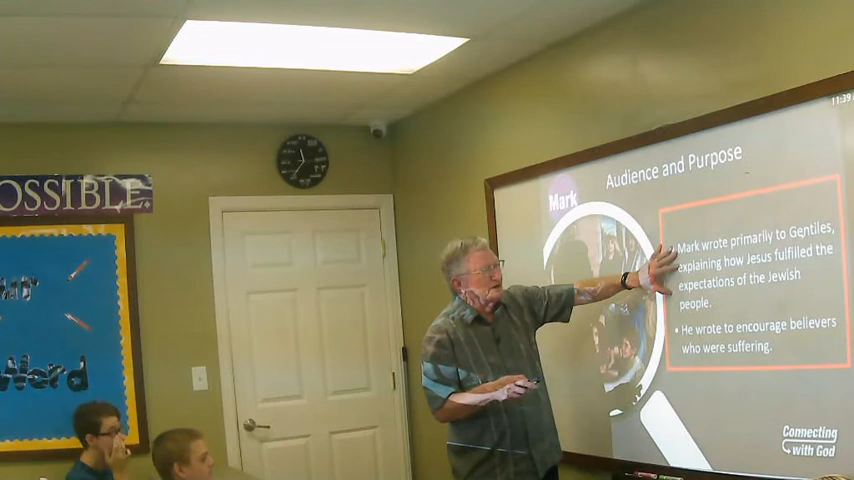 OSSIBLE
Word
11:39
Audience and Purpose
Mark
Mark wrote primarily to Gentiles,
explaining how Jesus fulfilled the
expectations of the Jewish
people.
• He wrote to encourage believers
who were suffering.
Connecting
with God